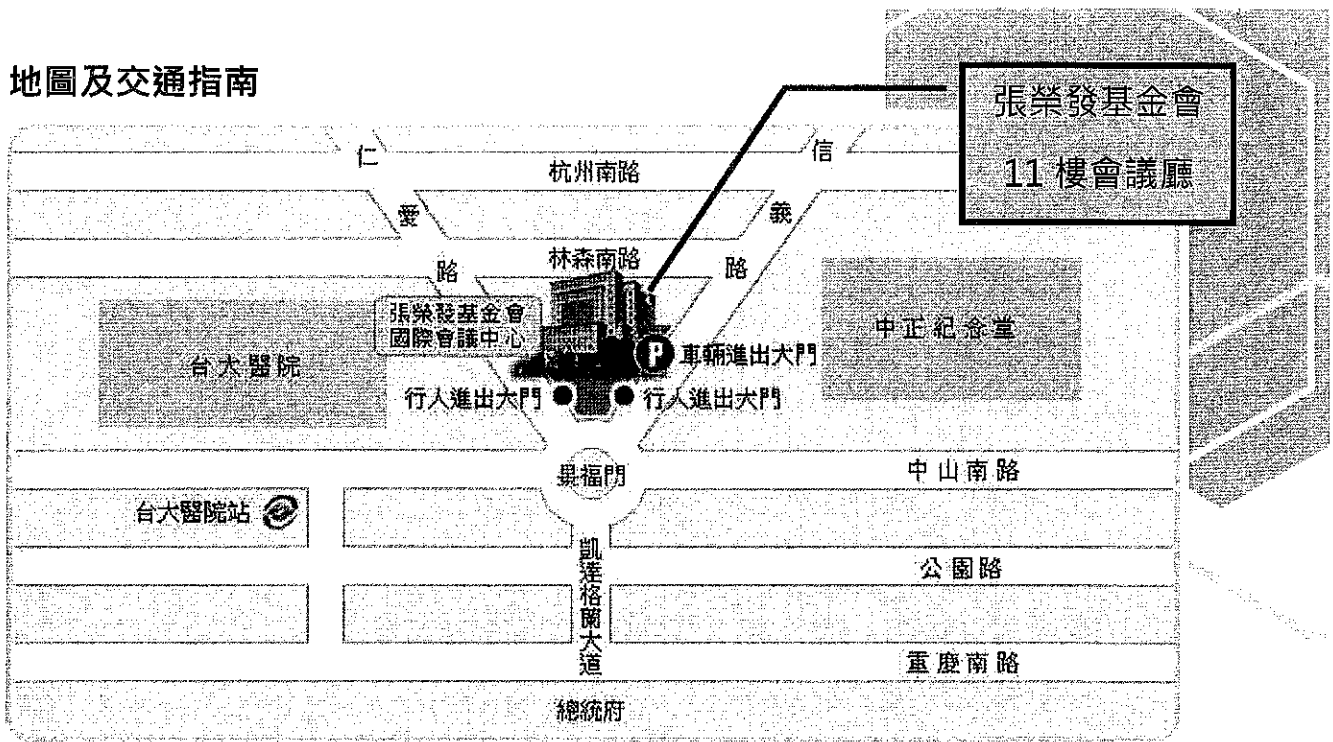 地圖及交通指南
張榮發基金會
11 樓會議廳
仁愛路
信義路
杭州南路
林森南路
張榮發基金會
國際會議中心
台大醫院
中正紀念堂
P 車輛進出大門
行人進出大門
行人進出大門
景福門
中山南路
台大醫院站
凱達格蘭大道
公園路
重慶南路
總統府